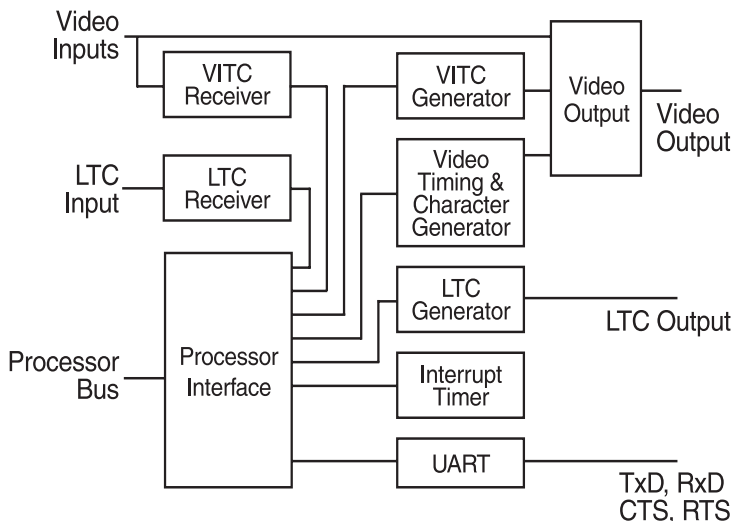 Video
Inputs
VITC
Receiver
VITC
Generator
Video
Output
Video
Output
LTC
Input
LTC
Receiver
Video
Timing &
Character
Generator
LTC
Generator
LTC Output
Processor
Bus
Processor
Interface
Interrupt
Timer
UART
TxD, RxD
CTS, RTS